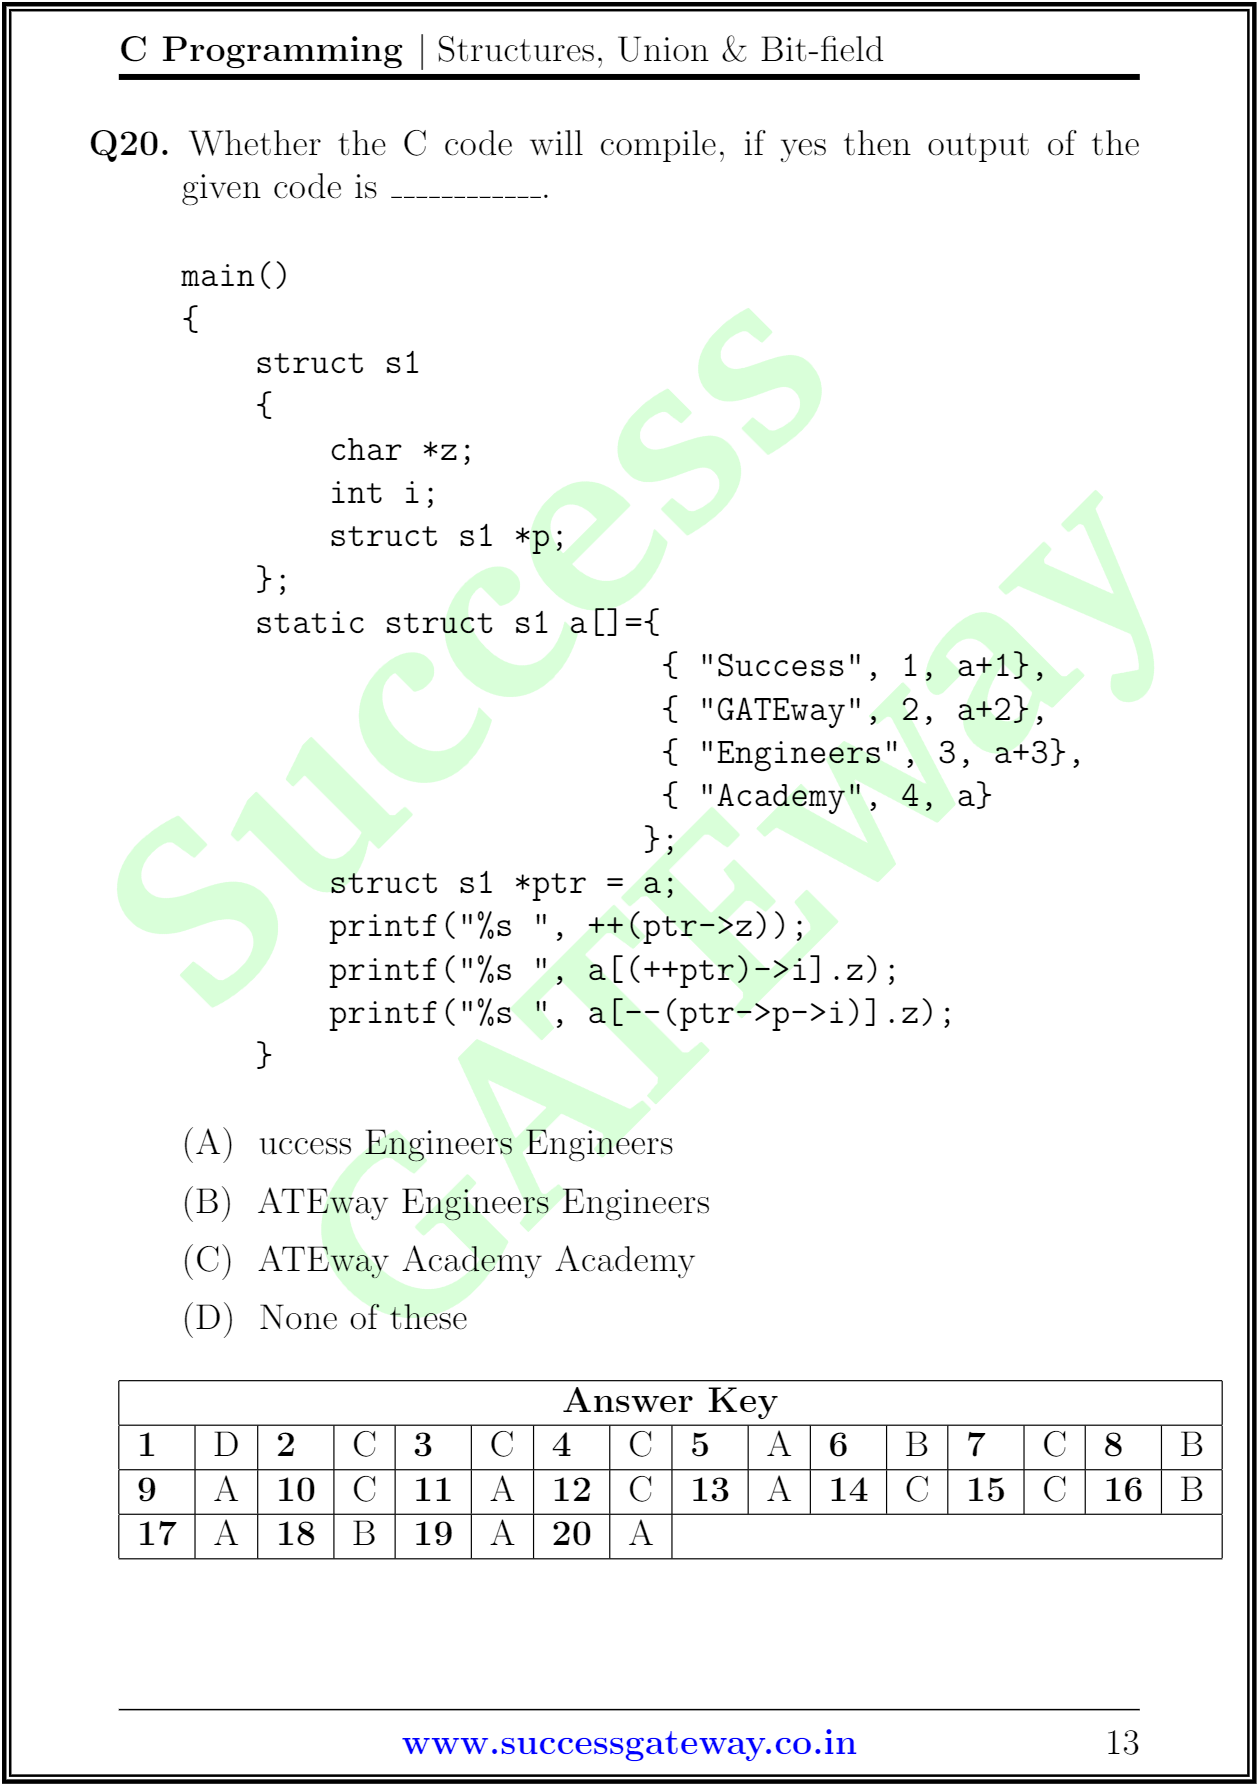 C Programming | Structures, Union & Bit-field
Q20. Whether the C code will compile, if yes then output of the
given code is ____________.
main()
{
    struct s1
    {
        char *z;
        int i;
        struct s1 *p;
    };
    static struct s1 a[]={
                          { "Success", 1, a+1},
                          { "GATEway", 2, a+2},
                          { "Engineers", 3, a+3},
                          { "Academy", 4, a}
                         };
        struct s1 *ptr = a;
        printf("%s ", ++(ptr->z));
        printf("%s ", a[(++ptr)->i].z);
        printf("%s ", a[--(ptr->p->i)].z);
    }
(A) uccess Engineers Engineers
(B) ATEway Engineers Engineers
(C) ATEway Academy Academy
(D) None of these
Answer Key
1 D 2 C 3 C 4 C 5 A 6 B 7 C 8 B
9 A 10 C 11 A 12 C 13 A 14 C 15 C 16 B
17 A 18 B 19 A 20 A
www.successgateway.co.in 13
Success
GATEway